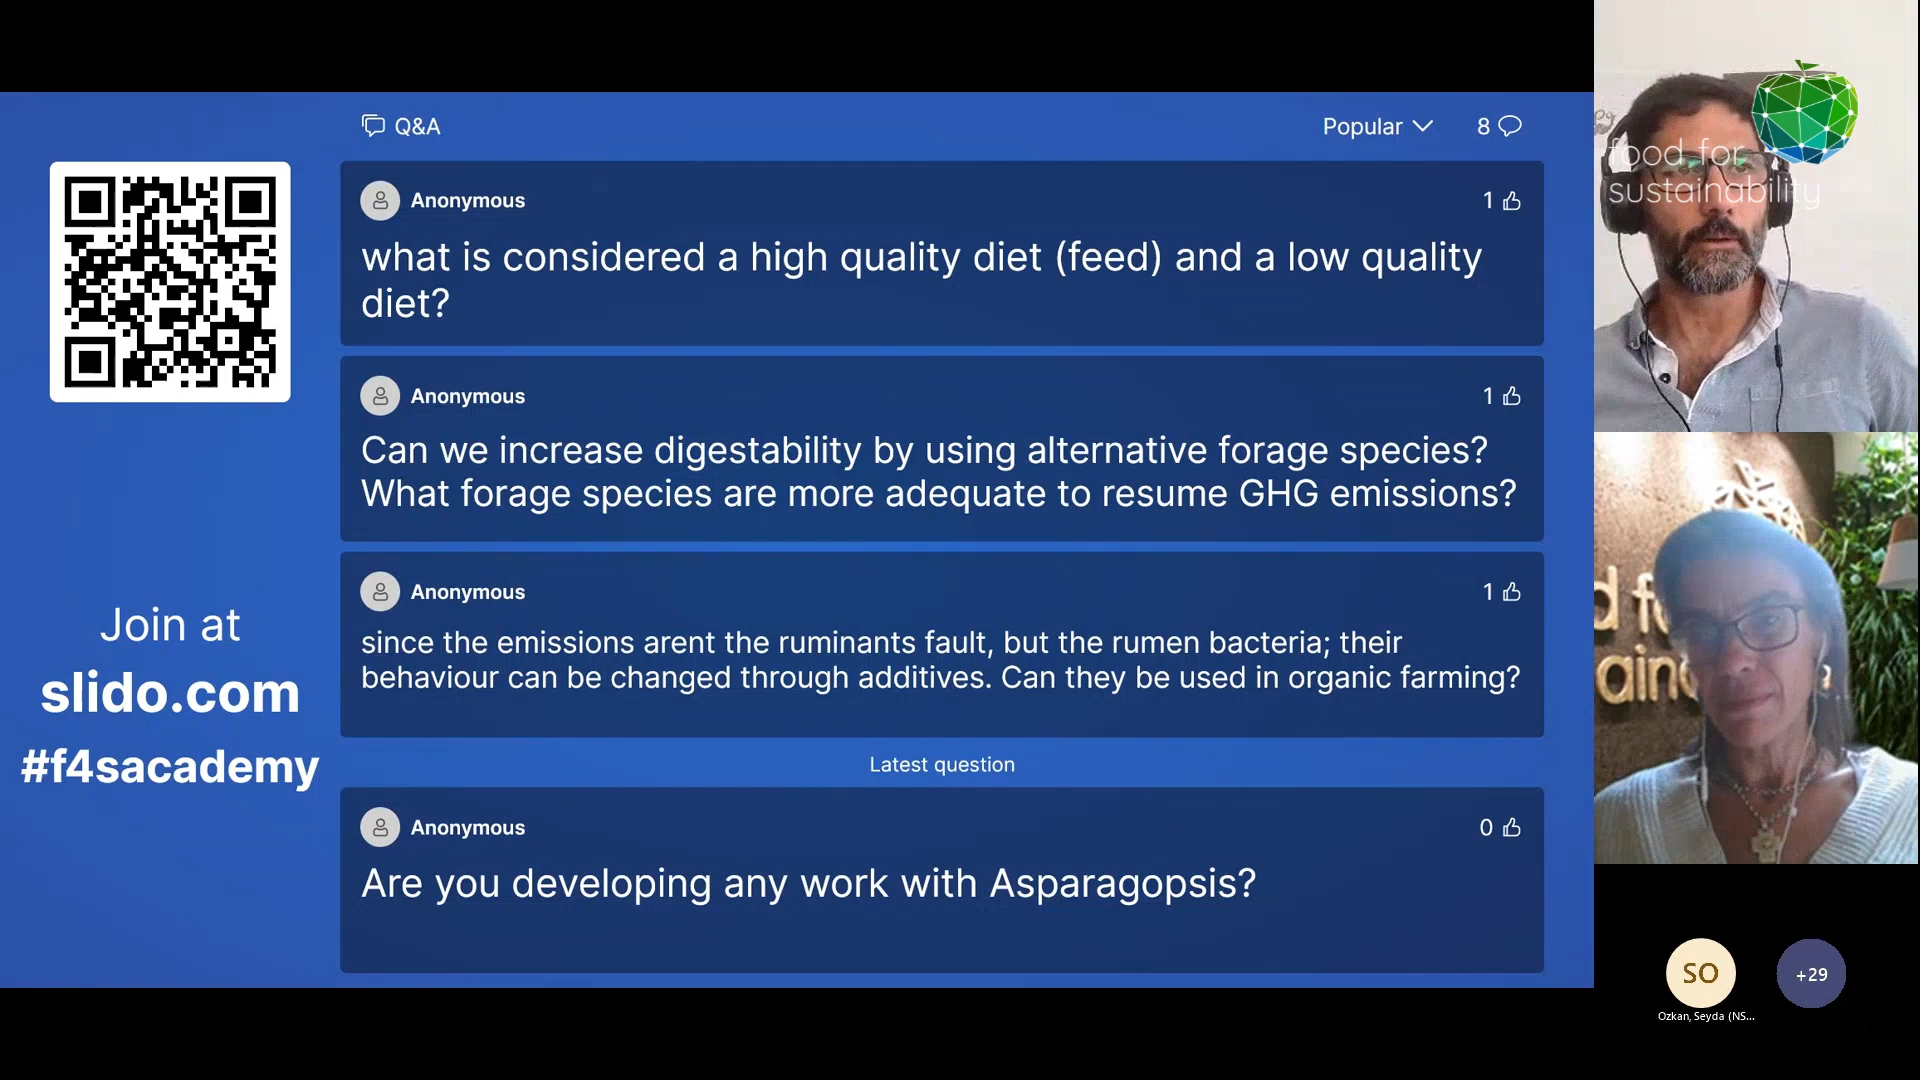 Q&A
Popular
8
Anonymous
1
what is considered a high quality diet (feed) and a low quality
diet?
Anonymous
1
Can we increase digestability by using alternative forage species?
What forage species are more adequate to resume GHG emissions?
Anonymous
1
since the emissions arent the ruminants fault, but the rumen bacteria; their
behaviour can be changed through additives. Can they be used in organic farming?
Latest question
Anonymous
0
Are you developing any work with Asparagopsis?
Join at
slido.com
#f4sacademy
food for
sustainability
d f
ain
SO
+29
Ozkan, Seyda (NS...